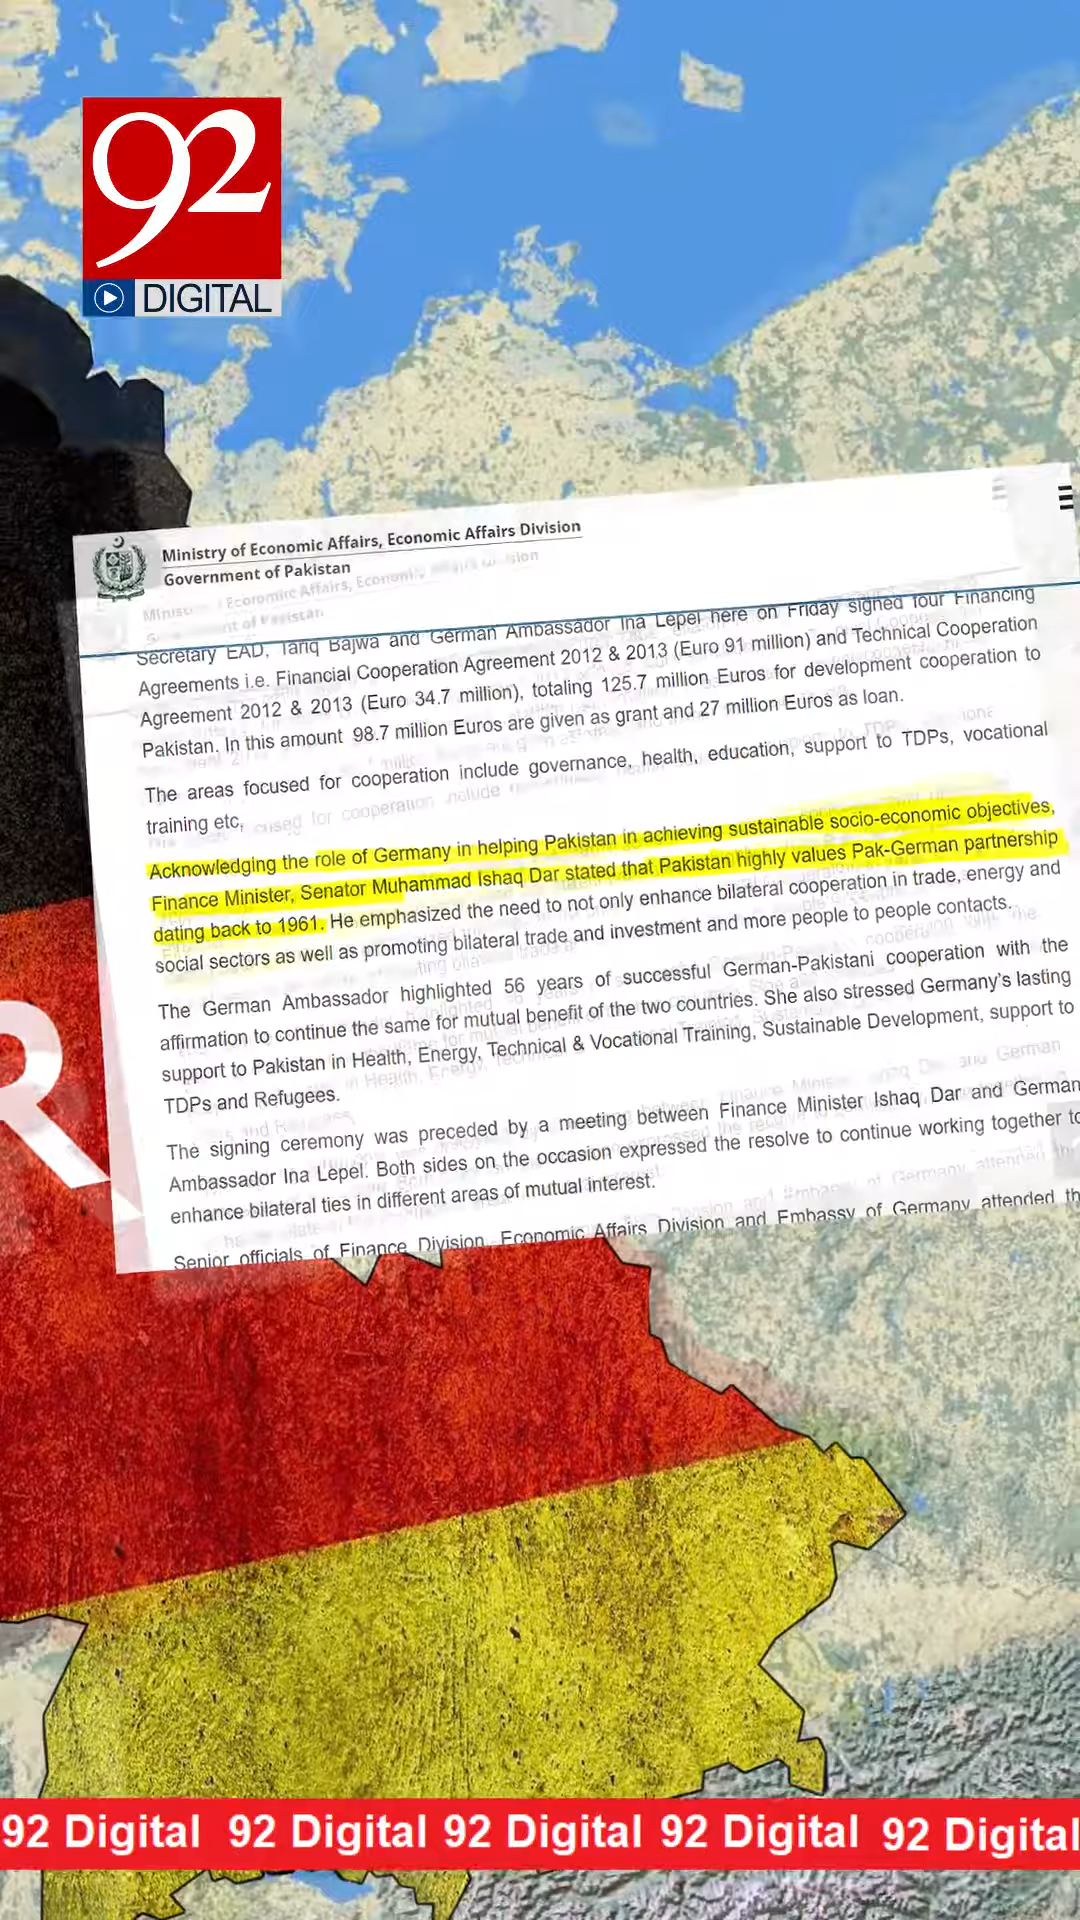 92
DIGITAL
Ministry of Economic Affairs, Economic Affairs Division
Government of Pakistan
Secretary EAD, Tariq Bajwa and German Ambassador Ina Lepel here on Friday signed four Financing
Agreements i.e. Financial Cooperation Agreement 2012 & 2013 (Euro 91 million) and Technical Cooperation
Agreement 2012 & 2013 (Euro 34.7 million), totaling 125.7 million Euros for development cooperation to
Pakistan. In this amount 98.7 million Euros are given as grant and 27 million Euros as loan.
The areas focused for cooperation include governance, health, education, support to TDPs, vocational
training etc,
Acknowledging the role of Germany in helping Pakistan in achieving sustainable socio-economic objectives,
Finance Minister, Senator Muhammad Ishaq Dar stated that Pakistan highly values Pak-German partnership
dating back to 1961. He emphasized the need to not only enhance bilateral cooperation in trade, energy and
social sectors as well as promoting bilateral trade and investment and more people to people contacts.
The German Ambassador highlighted 56 years of successful German-Pakistani cooperation with the
affirmation to continue the same for mutual benefit of the two countries. She also stressed Germany's lasting
support to Pakistan in Health, Energy, Technical & Vocational Training, Sustainable Development, support to
TDPs and Refugees.
The signing ceremony was preceded by a meeting between Finance Minister Ishaq Dar and German
Ambassador Ina Lepel. Both sides on the occasion expressed the resolve to continue working together to
enhance bilateral ties in different areas of mutual interest.
Senior officials of Finance Division, Economic Affairs Division and Embassy of Germany attended th
R
92 Digital 92 Digital 92 Digital 92 Digital 92 Digital